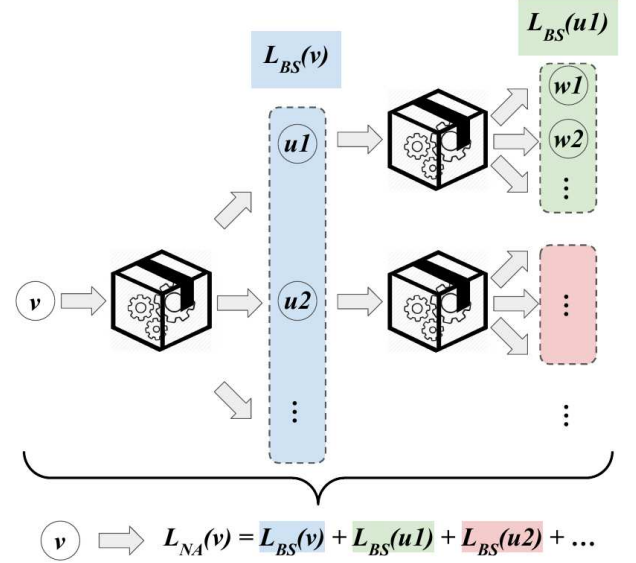 L_BS(v)
L_BS(u1)
u1
w1
w2
⋮
v
u2
⋮
⋮
⋮
v L_NA(v) = L_BS(v) + L_BS(u1) + L_BS(u2) + ...